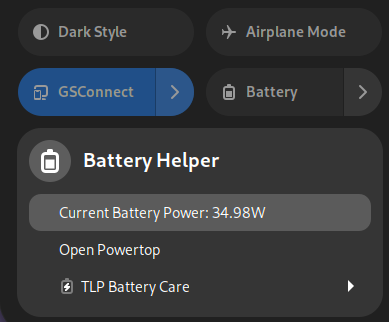 Dark Style
Airplane Mode
GSConnect
Battery
Battery Helper
Current Battery Power: 34.98W
Open Powertop
TLP Battery Care